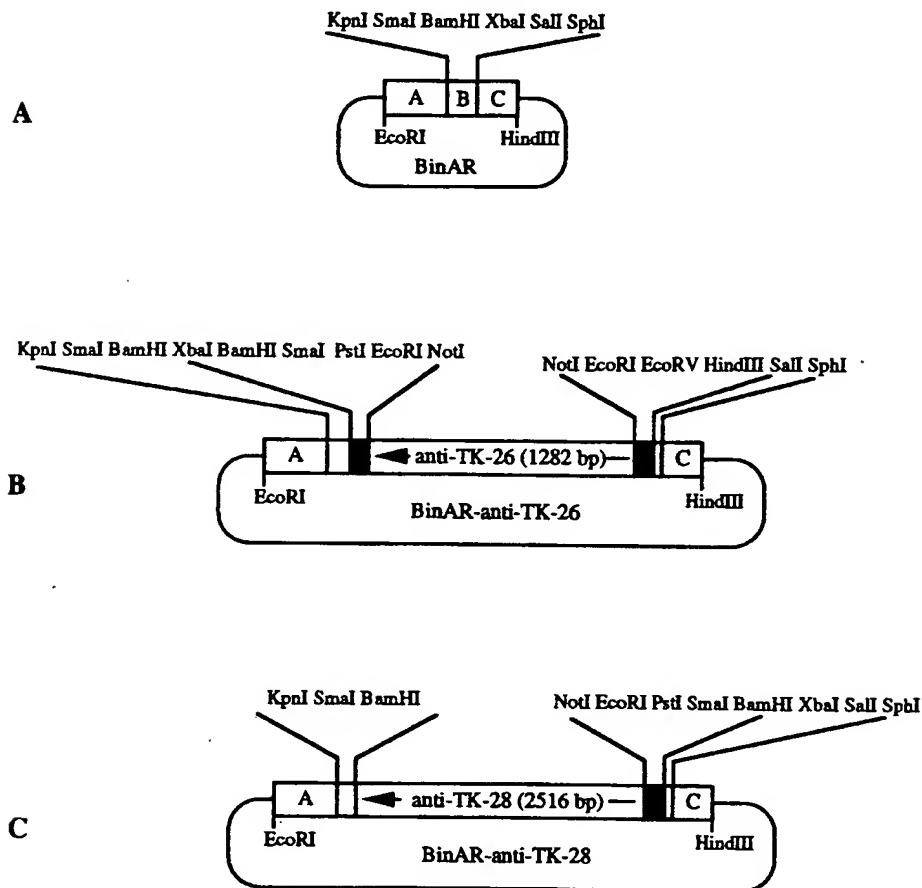 KpnI SmaI BamHI XbaI SalI SphI
A
A B C
EcoRI HindIII
BinAR
KpnI SmaI BamHI XbaI BamHI SmaI PstI EcoRI NotI
NotI EcoRI EcoRV HindIII SalI SphI
B
A anti-TK-26 (1282 bp) C
EcoRI HindIII
BinAR-anti-TK-26
KpnI SmaI BamHI
NotI EcoRI PstI SmaI BamHI XbaI SalI SphI
C
A anti-TK-28 (2516 bp) C
EcoRI HindIII
BinAR-anti-TK-28